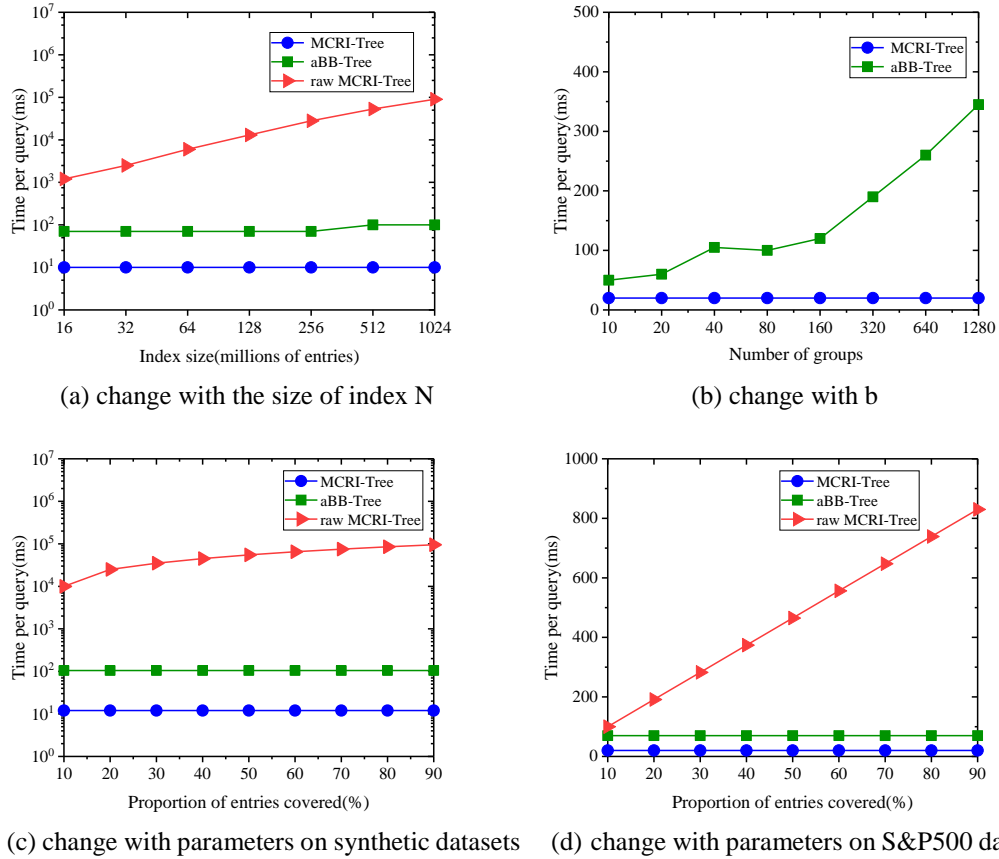 10^7
10^6
10^5
10^4
10^3
10^2
10^1
10^0
Time per query(ms)
MCRI-Tree
aBB-Tree
raw MCRI-Tree
16 32 64 128 256 512 1024
Index size(millions of entries)
(a) change with the size of index N
500
400
300
200
100
0
Time per query(ms)
MCRI-Tree
aBB-Tree
10 20 40 80 160 320 640 1280
Number of groups
(b) change with b
10^7
10^6
10^5
10^4
10^3
10^2
10^1
10^0
Time per query(ms)
MCRI-Tree
aBB-Tree
raw MCRI-Tree
10 20 30 40 50 60 70 80 90
Proportion of entries covered(%)
(c) change with parameters on synthetic datasets
1000
800
600
400
200
0
Time per query(ms)
MCRI-Tree
aBB-Tree
raw MCRI-Tree
10 20 30 40 50 60 70 80 90
Proportion of entries covered(%)
(d) change with parameters on S&P500 da